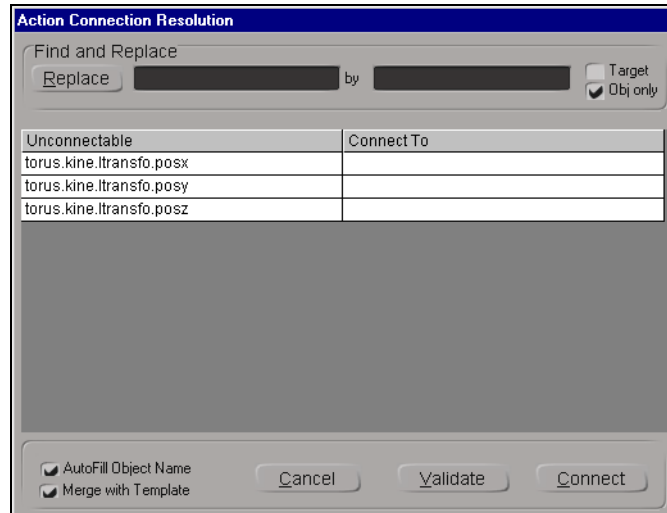 Action Connection Resolution
Find and Replace
Replace by Target
Obj only
Unconnectable Connect To
torus.kine.ltransfo.posx
torus.kine.ltransfo.posy
torus.kine.ltransfo.posz
AutoFill Object Name
Merge with Template
Cancel Validate Connect